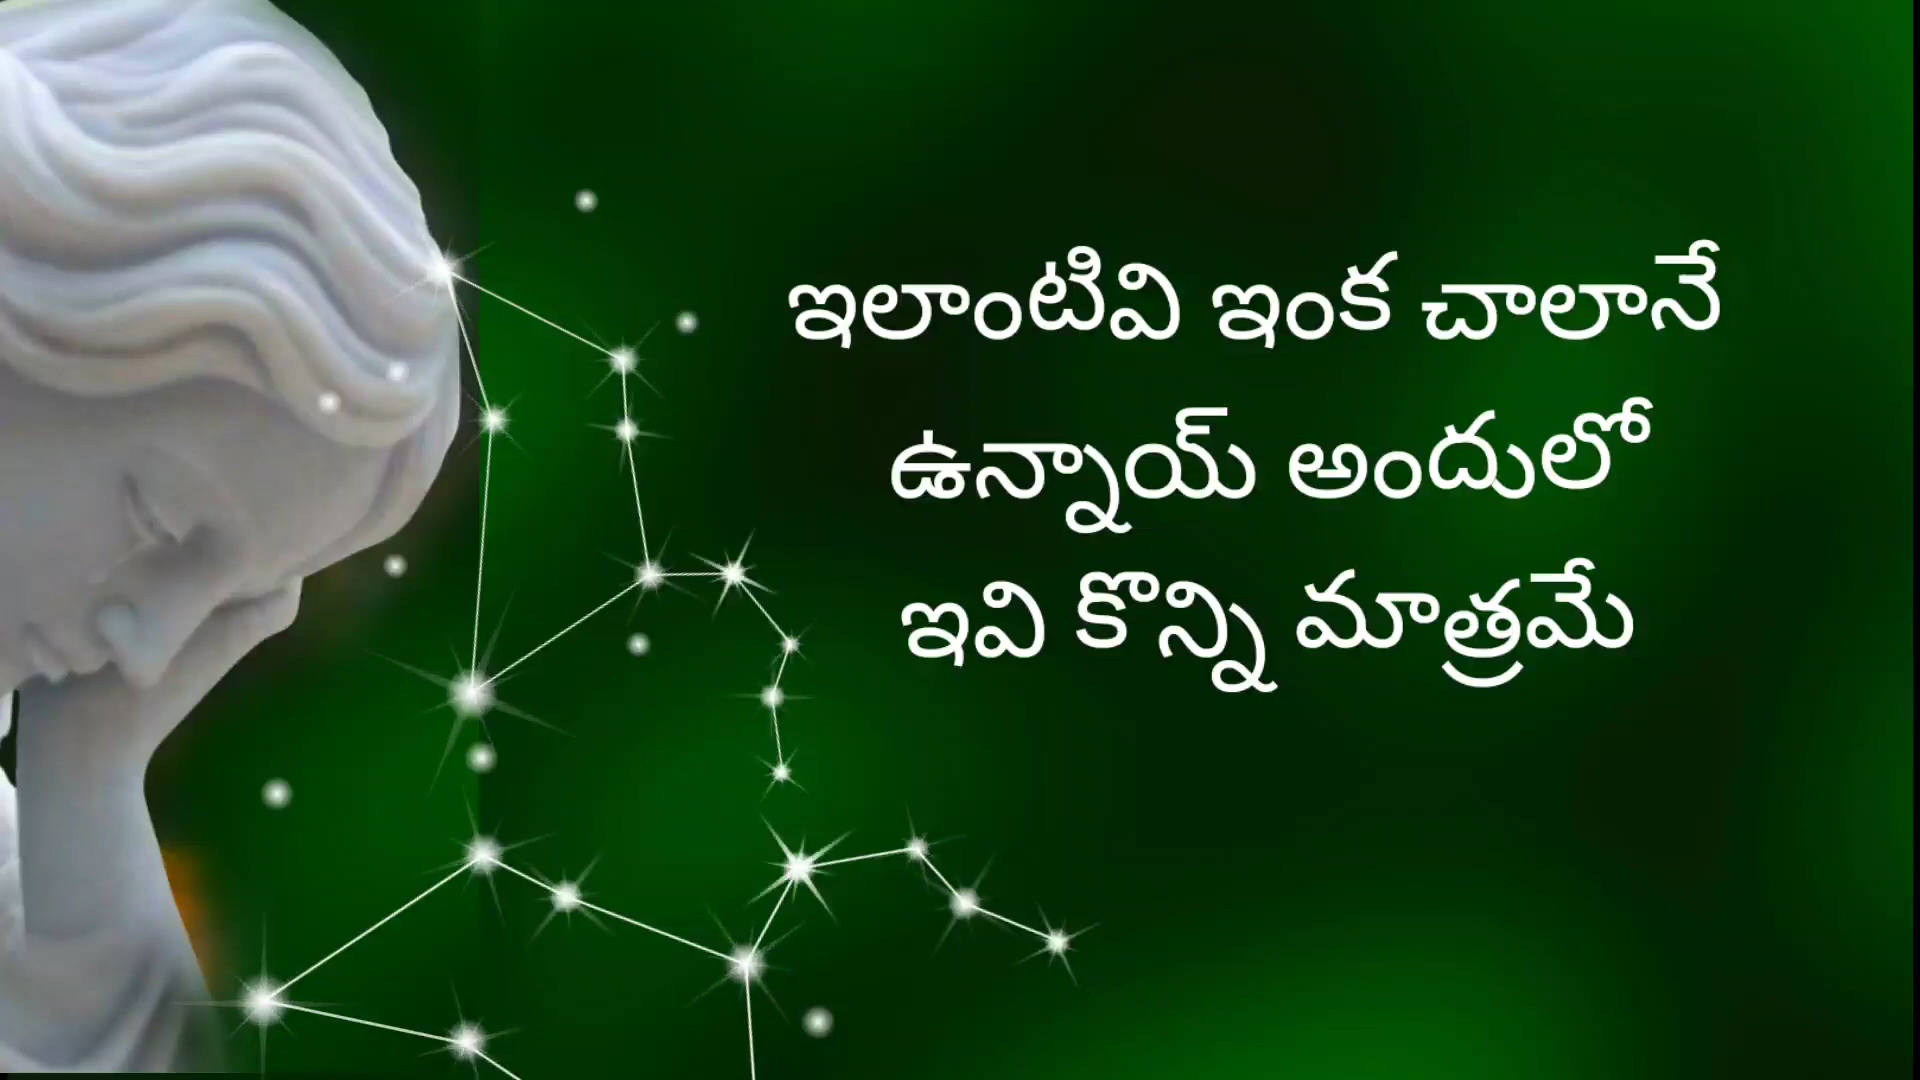 ఇలాంటివి ఇంక చాలానే
ఉన్నాయ్ అందులో
ఇవి కొన్ని మాత్రమే